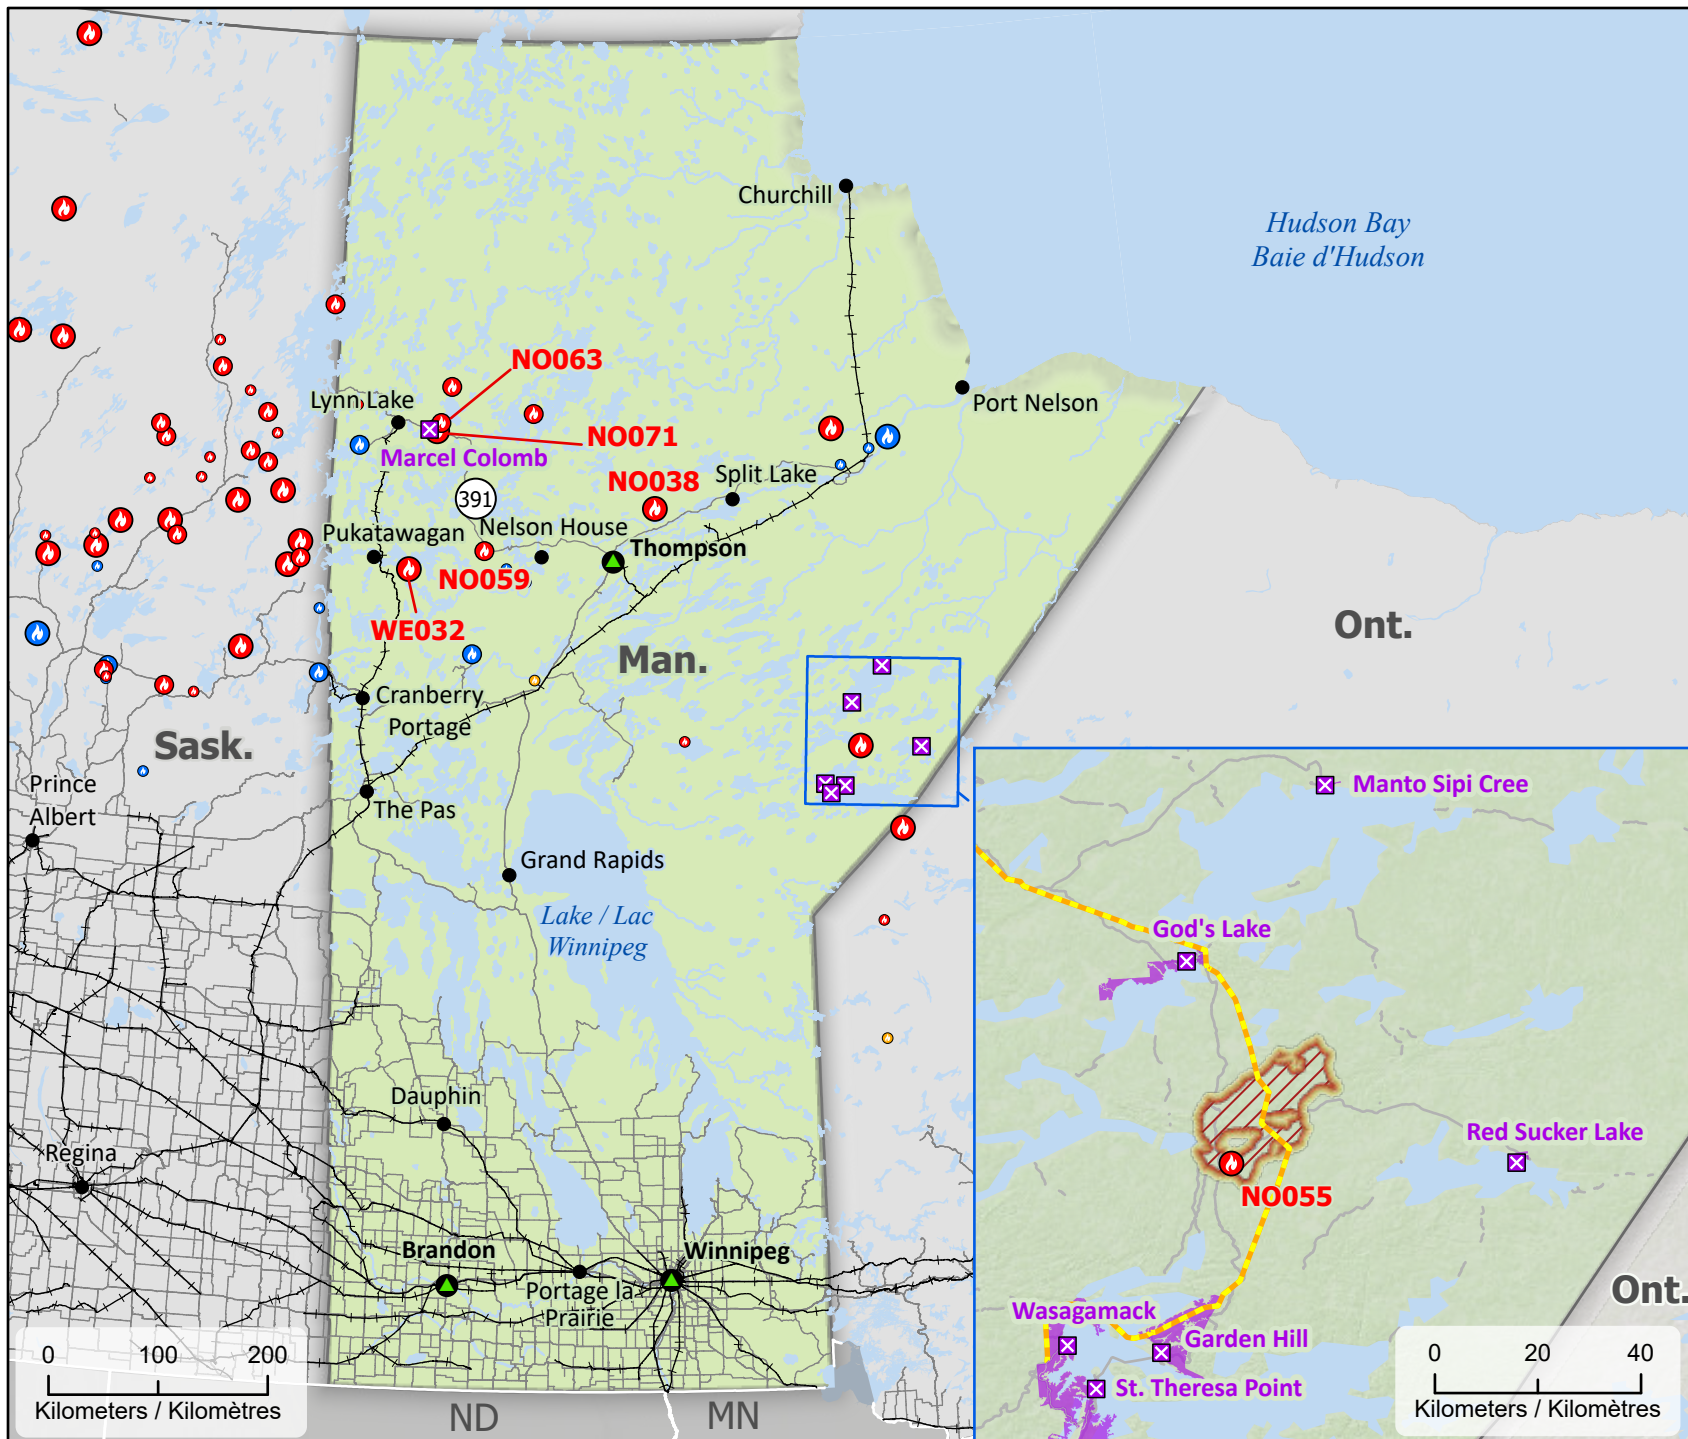 Churchill
Hudson Bay
Baie d'Hudson
NO063
Lynn Lake
Port Nelson
NO071
Marcel Colomb
Split Lake
NO038
391
Pukatawagan
Nelson House
Thompson
NO059
WE032
Ont.
Man.
Cranberry
Portage
Sask.
Prince
Albert
The Pas
Manto Sipi Cree
Grand Rapids
Lake / Lac
Winnipeg
God's Lake
Dauphin
Regina
Red Sucker Lake
NO055
Brandon
Winnipeg
Portage la
Prairie
Ont.
Wasagamack
Garden Hill
St. Theresa Point
0 100 200
Kilometers / Kilomètres
ND
MN
0 20 40
Kilometers / Kilomètres